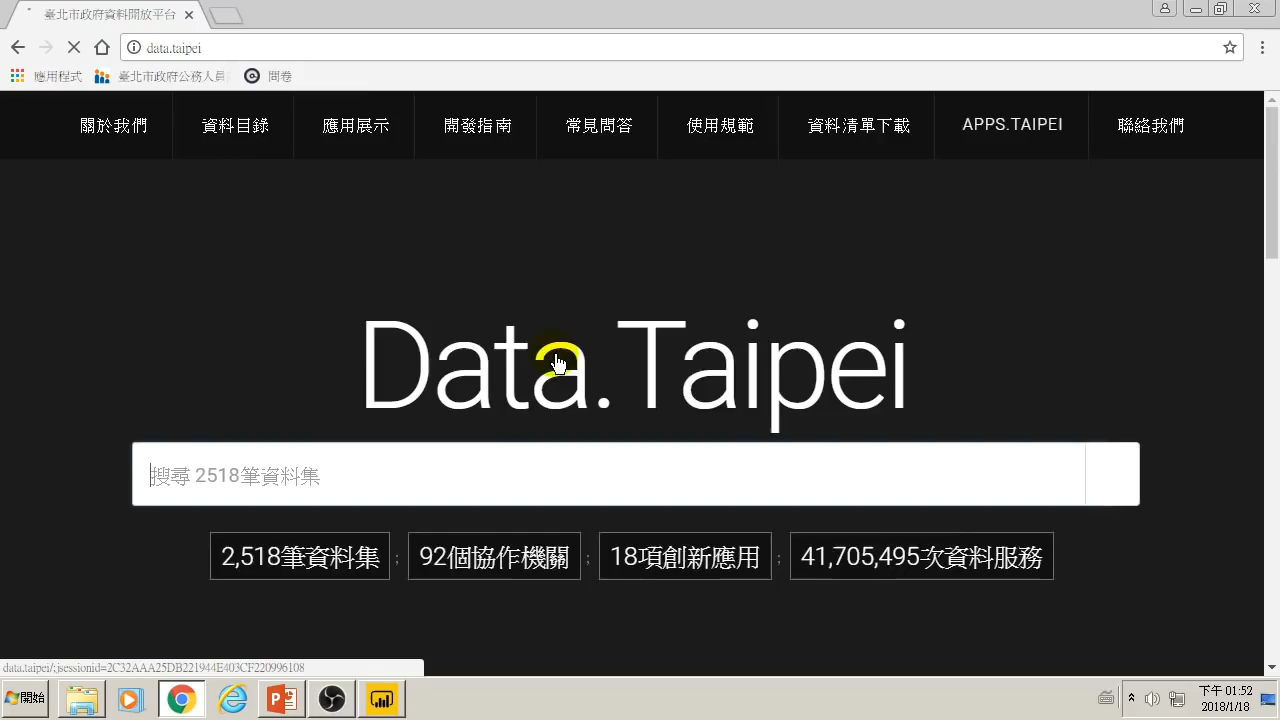 臺北市政府資料開放平台
data.taipei
應用程式
臺北市政府公務人員
問卷
關於我們
資料目錄
應用展示
開發指南
常見問答
使用規範
資料清單下載
APPS.TAIPEI
聯絡我們
Data.Taipei
搜尋 2518筆資料集
2,518筆資料集 ; 92個協作機關 ; 18項創新應用 ; 41,705,495次資料服務
data.taipei/;jsessionid=2C32AAA25DB221944E403CF220996108
開始
下午 01:52
2018/1/18